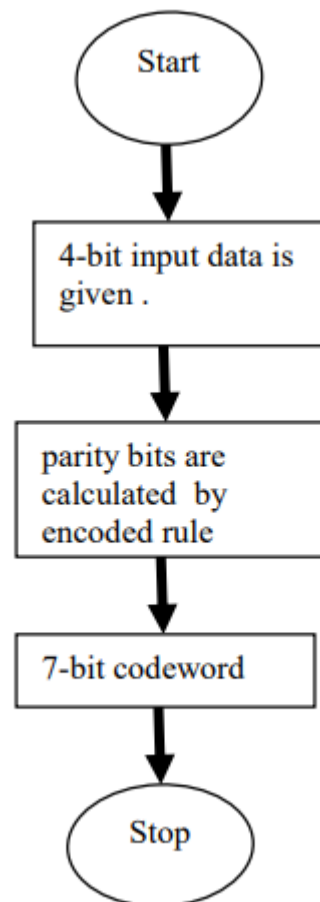 Start
4-bit input data is
given .
parity bits are
calculated by
encoded rule
7-bit codeword
Stop